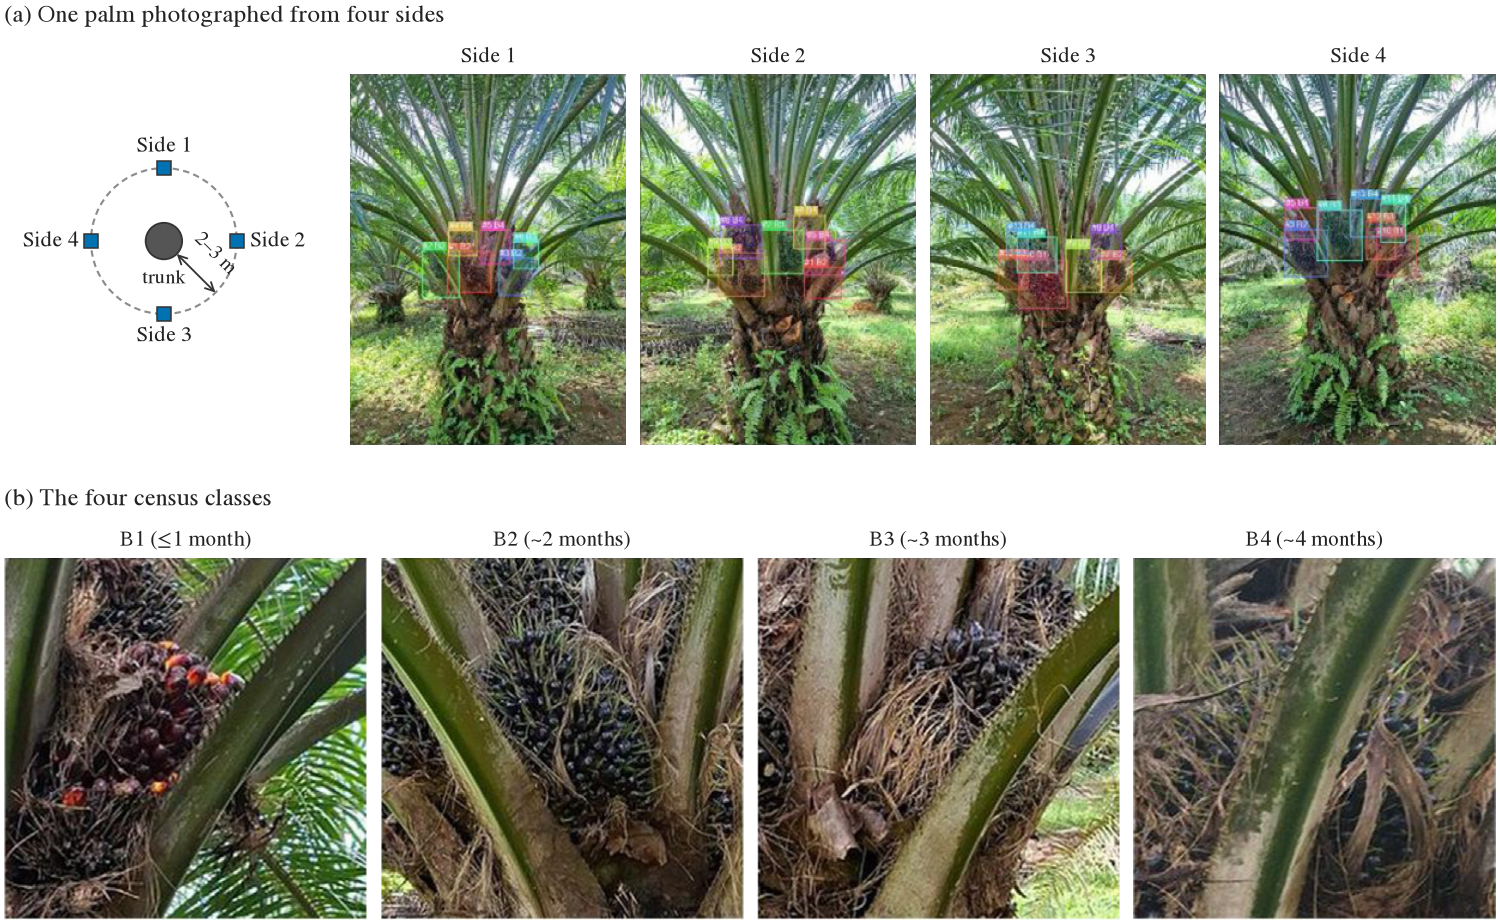 (a) One palm photographed from four sides
Side 1
Side 2
Side 3
Side 4
Side 1
Side 4
Side 2
2–3 m
trunk
Side 3
(b) The four census classes
B1 (≤1 month)
B2 (~2 months)
B3 (~3 months)
B4 (~4 months)